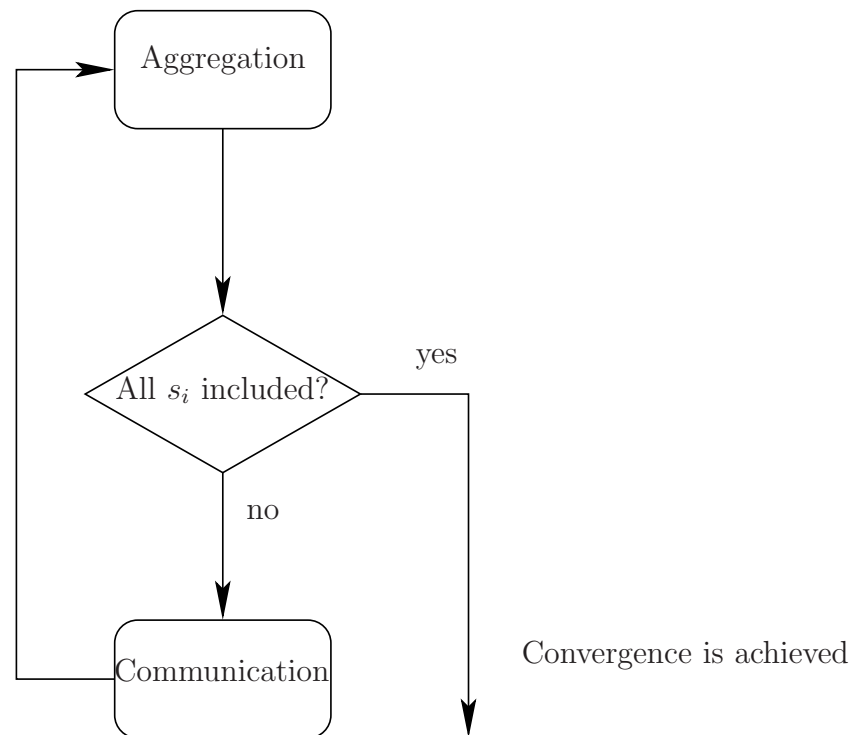 Aggregation
yes
All $s_i$ included?
no
Convergence is achieved
Communication